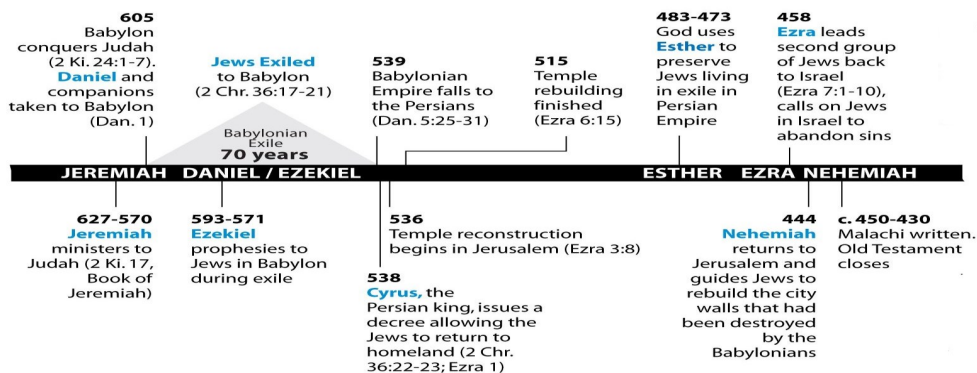 605
Babylon
conquers Judah
(2 Ki. 24:1-7).
Daniel and
companions
taken to Babylon
(Dan. 1)
Jews Exiled
to Babylon
(2 Chr. 36:17-21)
Babylonian
Exile
70 years
539
Babylonian
Empire falls to
the Persians
(Dan. 5:25-31)
515
Temple
rebuilding
finished
(Ezra 6:15)
483-473
God uses
Esther to
preserve
Jews living
in exile in
Persian
Empire
458
Ezra leads
second group
of Jews back
to Israel
(Ezra 7:1-10),
calls on Jews
in Israel to
abandon sins
JEREMIAH DANIEL / EZEKIEL ESTHER EZRA NEHEMIAH
627-570
Jeremiah
ministers to
Judah (2 Ki. 17,
Book of
Jeremiah)
593-571
Ezekiel
prophesies to
Jews in Babylon
during exile
536
Temple reconstruction
begins in Jerusalem (Ezra 3:8)
538
Cyrus, the
Persian king, issues a
decree allowing the
Jews to return to
homeland (2 Chr.
36:22-23; Ezra 1)
444
Nehemiah
returns to
Jerusalem and
guides Jews to
rebuild the city
walls that had
been destroyed
by the
Babylonians
c. 450-430
Malachi written.
Old Testament
closes